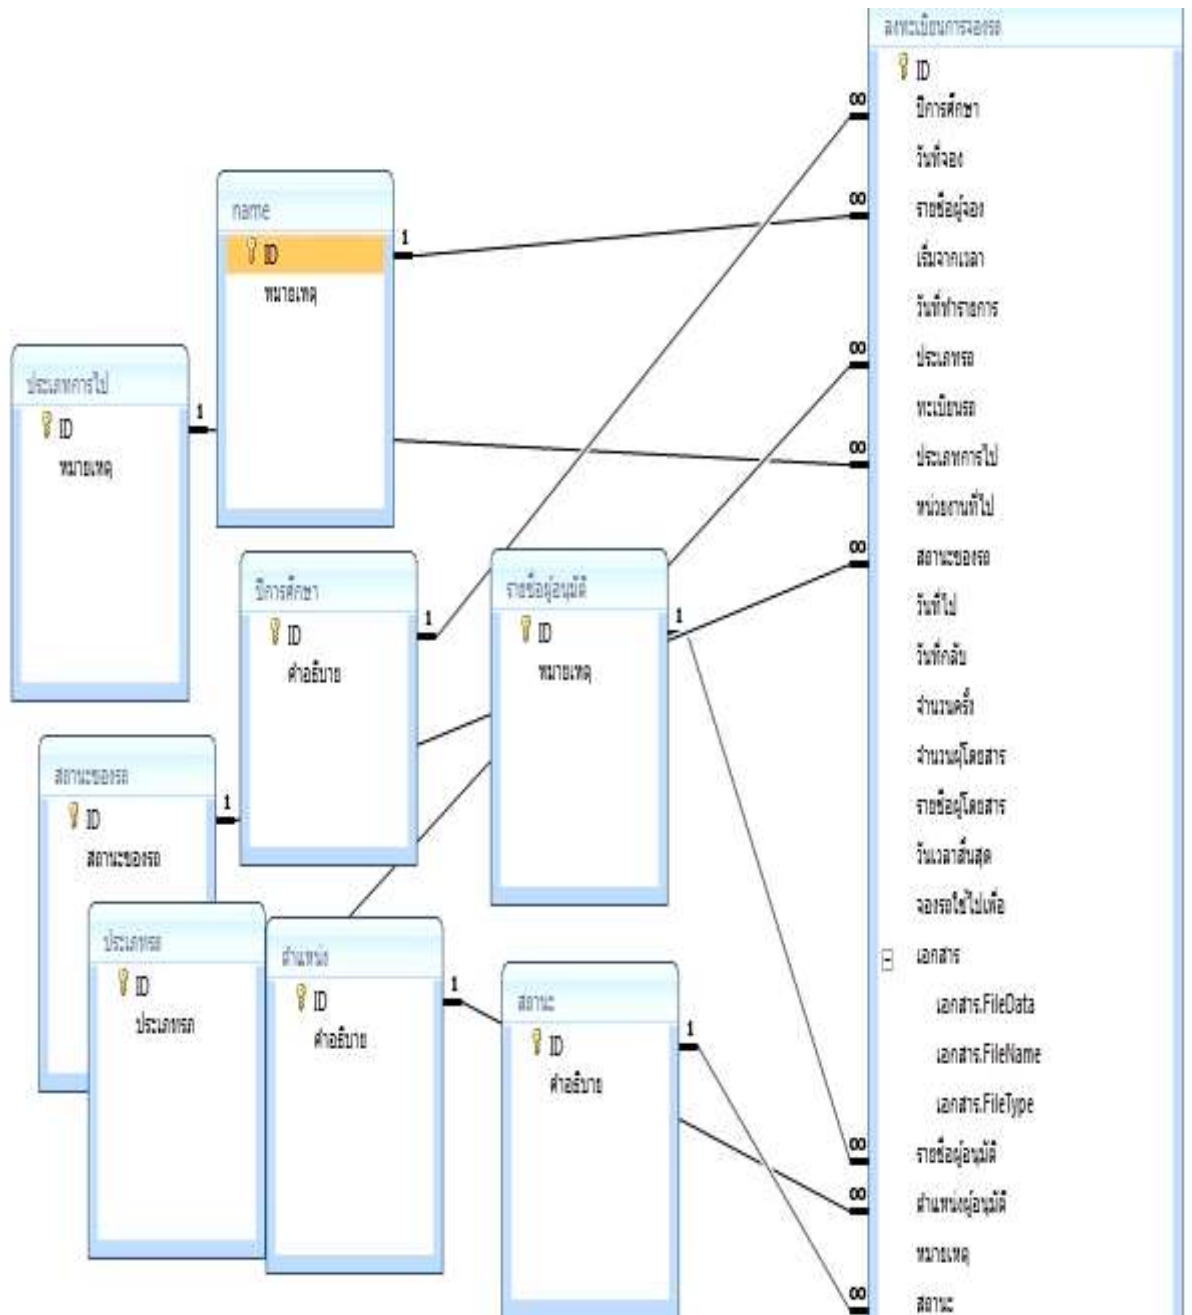 name
ID
หมายเหตุ
ประเภทการไป
ID
หมายเหตุ
ปีการศึกษา
ID
คำอธิบาย
รายชื่อผู้อนุมัติ
ID
หมายเหตุ
สถานะของรถ
ID
สถานะของรถ
ประเภทรถ
ID
ประเภทรถ
ตำแหน่ง
ID
คำอธิบาย
สถานะ
ID
คำอธิบาย
1
1
1
1
1
1
1
ลงทะเบียนการจองรถ
ID
∞ ปีการศึกษา
วันที่จอง
∞ รายชื่อผู้จอง
เริ่มจากเวลา
วันที่ทำรายการ
∞ ประเภทรถ
ทะเบียนรถ
∞ ประเภทการไป
หน่วยงานที่ไป
∞ สถานะของรถ
วันที่ไป
วันที่กลับ
จำนวนครั้ง
จำนวนผู้โดยสาร
รายชื่อผู้โดยสาร
วันเวลาสิ้นสุด
จองรถใช้ไปเพื่อ
เอกสาร
เอกสาร.FileData
เอกสาร.FileName
เอกสาร.FileType
∞ รายชื่อผู้อนุมัติ
∞ ตำแหน่งผู้อนุมัติ
หมายเหตุ
∞ สถานะ